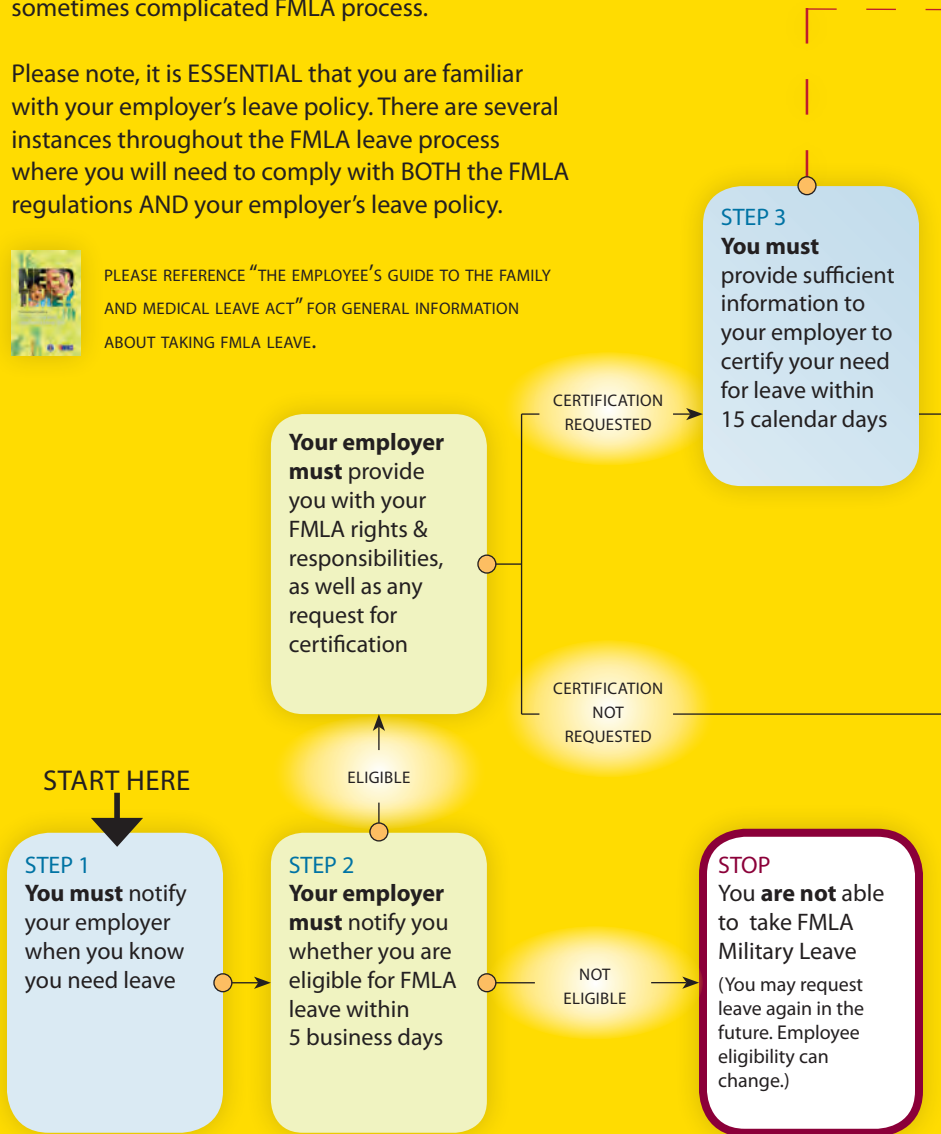 sometimes complicated FMLA process.
Please note, it is ESSENTIAL that you are familiar
with your employer’s leave policy. There are several
instances throughout the FMLA leave process
where you will need to comply with BOTH the FMLA
regulations AND your employer’s leave policy.
NEED
TIME?
PLEASE REFERENCE “THE EMPLOYEE’S GUIDE TO THE FAMILY
AND MEDICAL LEAVE ACT” FOR GENERAL INFORMATION
ABOUT TAKING FMLA LEAVE.
STEP 3
You must
provide sufficient
information to
your employer to
certify your need
for leave within
15 calendar days
CERTIFICATION
REQUESTED
Your employer
must provide
you with your
FMLA rights &
responsibilities,
as well as any
request for
certification
CERTIFICATION
NOT
REQUESTED
ELIGIBLE
START HERE
STEP 1
You must notify
your employer
when you know
you need leave
STEP 2
Your employer
must notify you
whether you are
eligible for FMLA
leave within
5 business days
NOT
ELIGIBLE
STOP
You are not able
to take FMLA
Military Leave
(You may request
leave again in the
future. Employee
eligibility can
change.)